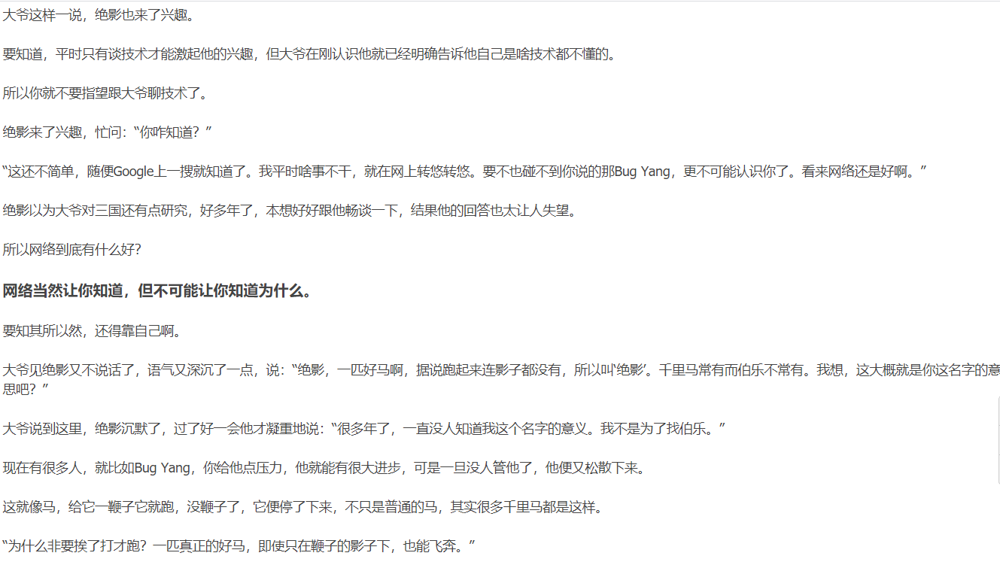 大爷这样一说，绝影也来了兴趣。
要知道，平时只有谈技术才能激起他的兴趣，但大爷在刚认识他就已经明确告诉他自己是啥技术都不懂的。
所以你就不要指望跟大爷聊技术了。
绝影来了兴趣，忙问：“你咋知道？”
“这还不简单，随便Google上一搜就知道了。我平时啥事不干，就在网上转悠转悠。要不也碰不到你说的那Bug Yang，更不可能认识你了。看来网络还是好啊。”
绝影以为大爷对三国还有点研究，好多年了，本想好好跟他畅谈一下，结果他的回答也太让人失望。
所以网络到底有什么好？
网络当然让你知道，但不可能让你知道为什么。
要知其所以然，还得靠自己啊。
大爷见绝影又不说话了，语气又深沉了一点，说：“绝影，一匹好马啊，据说跑起来连影子都没有，所以叫‘绝影’。千里马常有而伯乐不常有。我想，这大概就是你这名字的意
思吧？”
大爷说到这里，绝影沉默了，过了好一会他才凝重地说：“很多年了，一直没人知道我这个名字的意义。我不是为了找伯乐。”
现在有很多人，就比如Bug Yang，你给他点压力，他就能有很大进步，可是一旦没人管他了，他便又松散下来。
这就像马，给它一鞭子它就跑，没鞭子了，它便停了下来，不只是普通的马，其实很多千里马都是这样。
“为什么非要挨了打才跑？一匹真正的好马，即使只在鞭子的影子下，也能飞奔。”